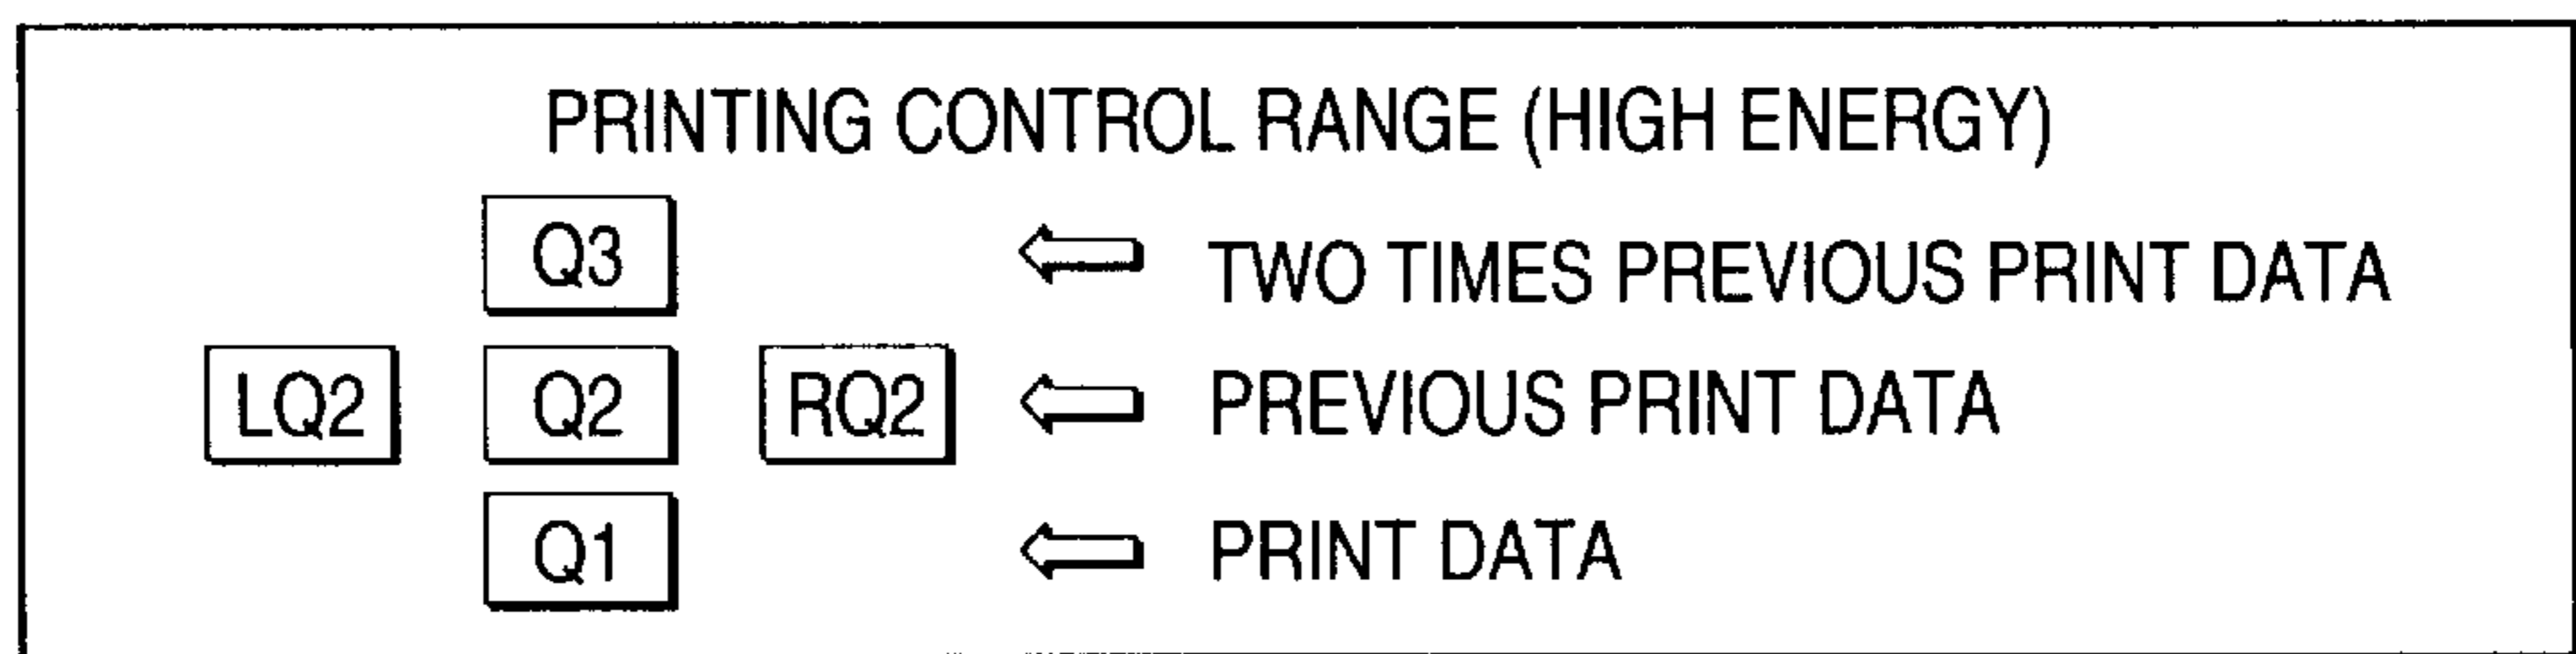 PRINTING CONTROL RANGE (HIGH ENERGY)
Q3 TWO TIMES PREVIOUS PRINT DATA
LQ2 Q2 RQ2 PREVIOUS PRINT DATA
Q1 PRINT DATA